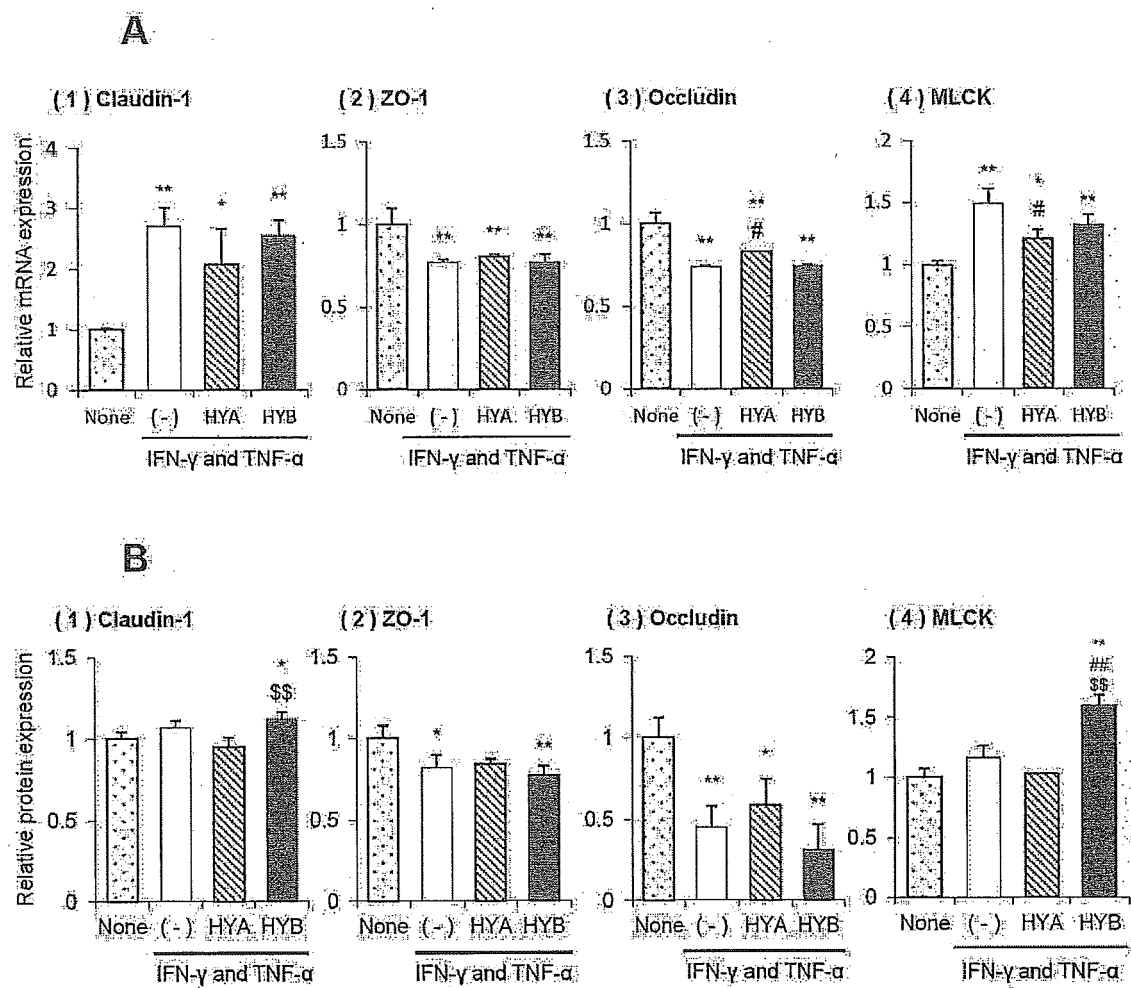 A
( 1 ) Claudin-1
( 2 ) ZO-1
( 3 ) Occludin
( 4 ) MLCK
Relative mRNA expression
4
3
2
1
0
**
*
**
None (-) HYA HYB
IFN-γ and TNF-α
1.5
1
0.5
0
**
**
**
None (-) HYA HYB
IFN-γ and TNF-α
1.5
1
0.5
0
**
**
#
**
None (-) HYA HYB
IFN-γ and TNF-α
2
1.5
1
0.5
0
**
*
#
**
None (-) HYA HYB
IFN-γ and TNF-α
B
( 1 ) Claudin-1
( 2 ) ZO-1
( 3 ) Occludin
( 4 ) MLCK
Relative protein expression
1.5
1
0.5
0
*
$$
None (-) HYA HYB
IFN-γ and TNF-α
1.5
1
0.5
0
*
**
None (-) HYA HYB
IFN-γ and TNF-α
1.5
1
0.5
0
**
*
**
None (-) HYA HYB
IFN-γ and TNF-α
2
1.5
1
0.5
0
**
##
$$
None (-) HYA HYB
IFN-γ and TNF-α